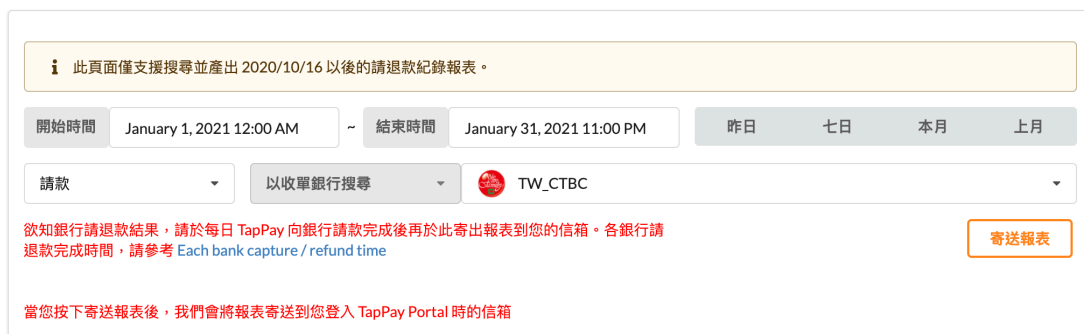 此頁面僅支援搜尋並產出 2020/10/16 以後的請退款紀錄報表。
開始時間 January 1, 2021 12:00 AM ~ 結束時間 January 31, 2021 11:00 PM 昨日 七日 本月 上月
請款 以收單銀行搜尋 TW_CTBC
欲知銀行請退款結果，請於每日 TapPay 向銀行請款完成後再於此寄出報表到您的信箱。各銀行請
退款完成時間，請參考 Each bank capture / refund time
寄送報表
當您按下寄送報表後，我們會將報表寄送到您登入 TapPay Portal 時的信箱